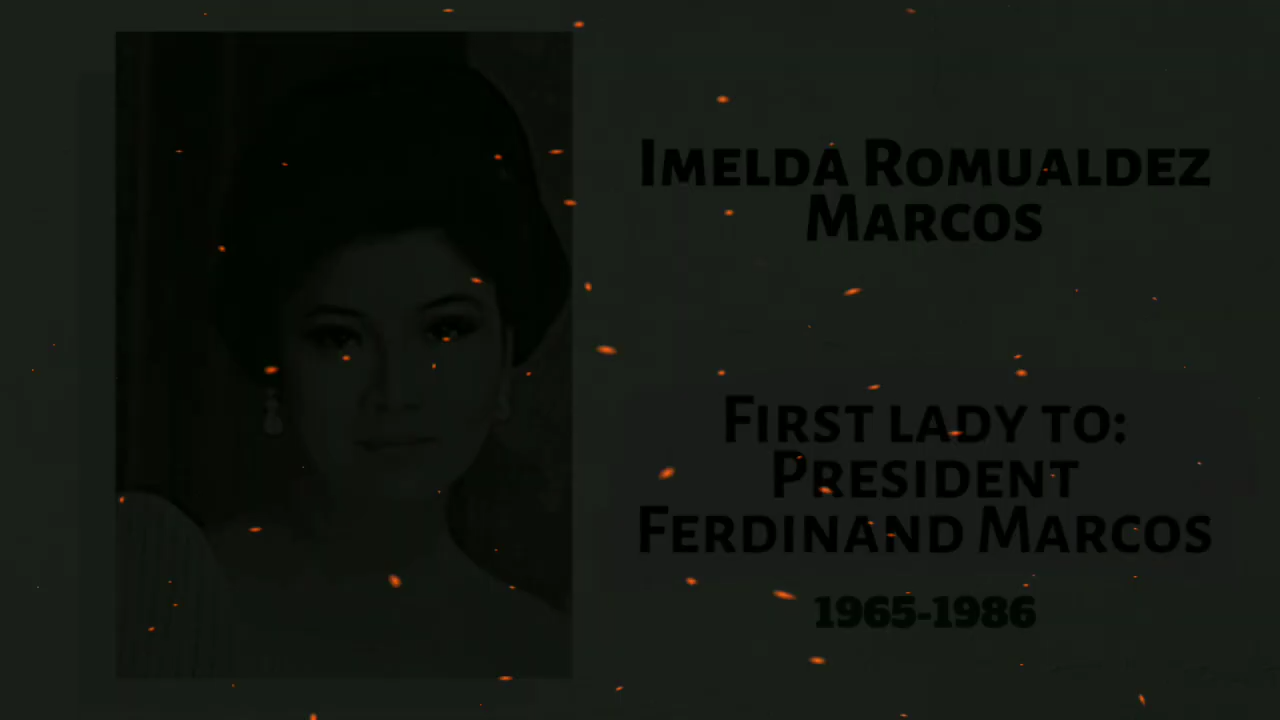 Imelda Romualdez
Marcos
First lady to:
President
Ferdinand Marcos
1965-1986